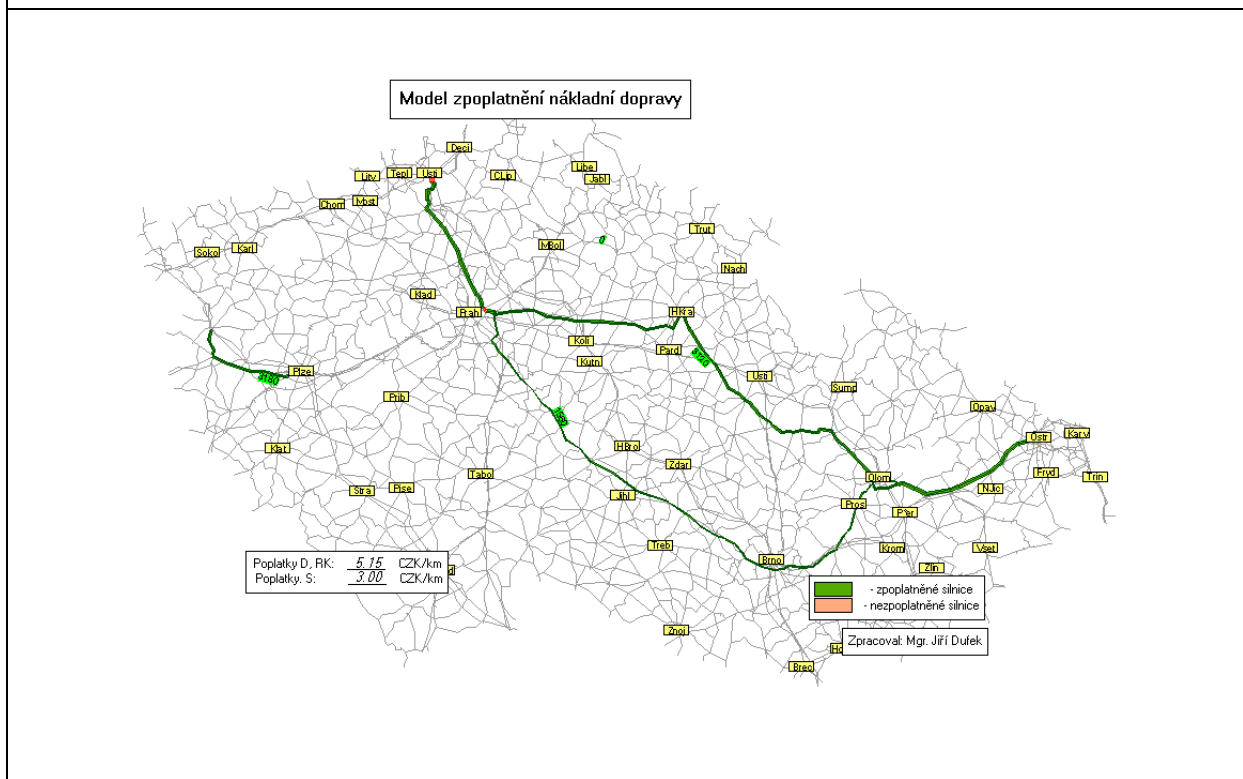 Model zpoplatnění nákladní dopravy
Deci
Usti
Tepl
Litv
Libe
CLip
Jabl
Most
Chom
Trut
MBol
Karl
Soko
0
Nach
Klad
Prah
HKra
Koli
Pard
Kutn
Plze
Usti
Sump
3180
Prib
Opav
Karv
Ostr
HBro
Klat
Zdar
Tabo
Fryd
Trin
Olom
NJic
Stra
Pise
Jihl
Pros
Treb
Krom
Vset
Brno
Zlin
Poplatky D, RK: 5.15 CZK/km
Poplatky. S: 3.00 CZK/km
- zpoplatněné silnice
- nezpoplatněné silnice
Znoj
Zpracoval: Mgr. Jiří Dufek
Brec